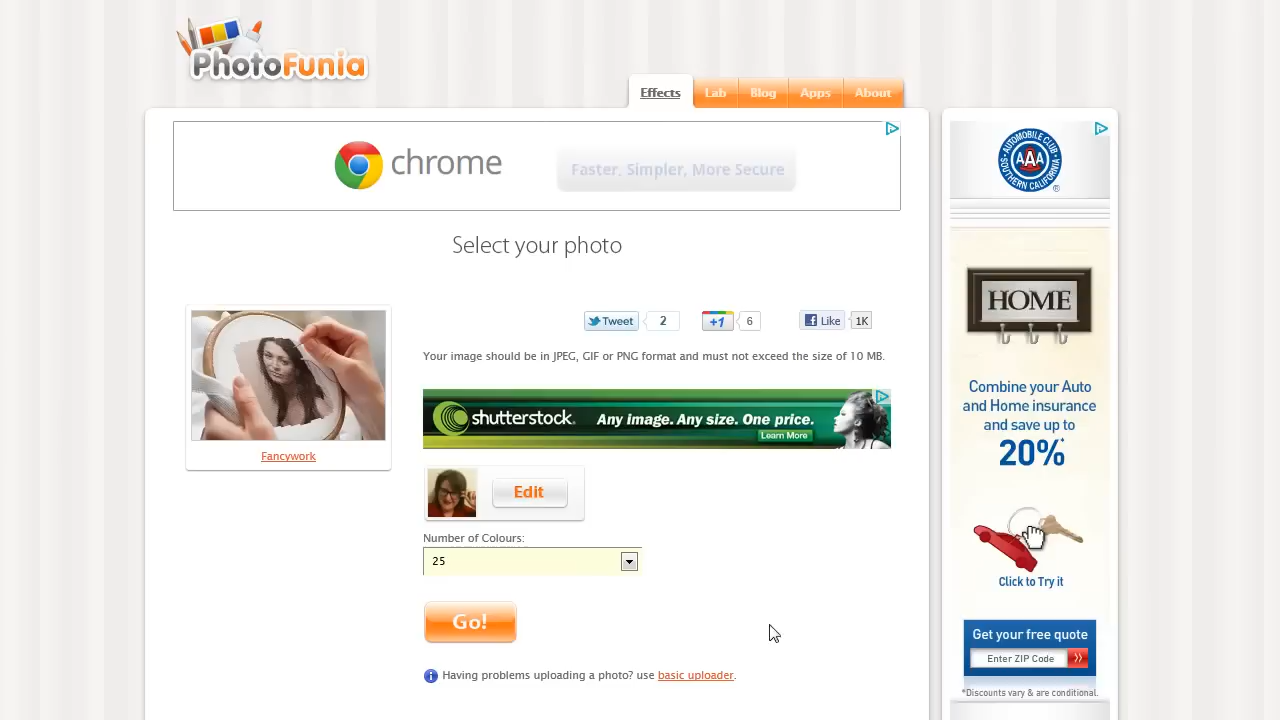 PhotoFunia
Effects
Lab
Blog
Apps
About
chrome
Faster, Simpler, More Secure
Select your photo
Tweet
2
+1
6
Like
1K
Your image should be in JPEG, GIF or PNG format and must not exceed the size of 10 MB.
shutterstock
Any image. Any size. One price.
Learn More
Fancywork
Edit
Number of Colours:
25
Go!
Having problems uploading a photo? use basic uploader.
AUTOMOBILE CLUB
AAA
SOUTHERN CALIFORNIA
HOME
Combine your Auto
and Home insurance
and save up to
20%*
Click to Try it
Get your free quote
Enter ZIP Code
*Discounts vary & are conditional.